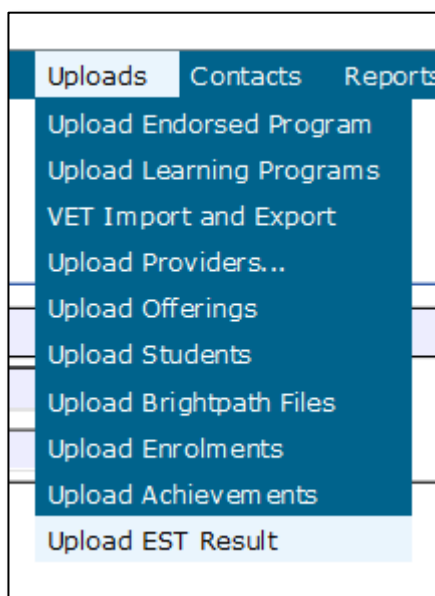 Uploads Contacts Reports
Upload Endorsed Program
Upload Learning Programs
VET Import and Export
Upload Providers...
Upload Offerings
Upload Students
Upload Brightpath Files
Upload Enrolments
Upload Achievements
Upload EST Result